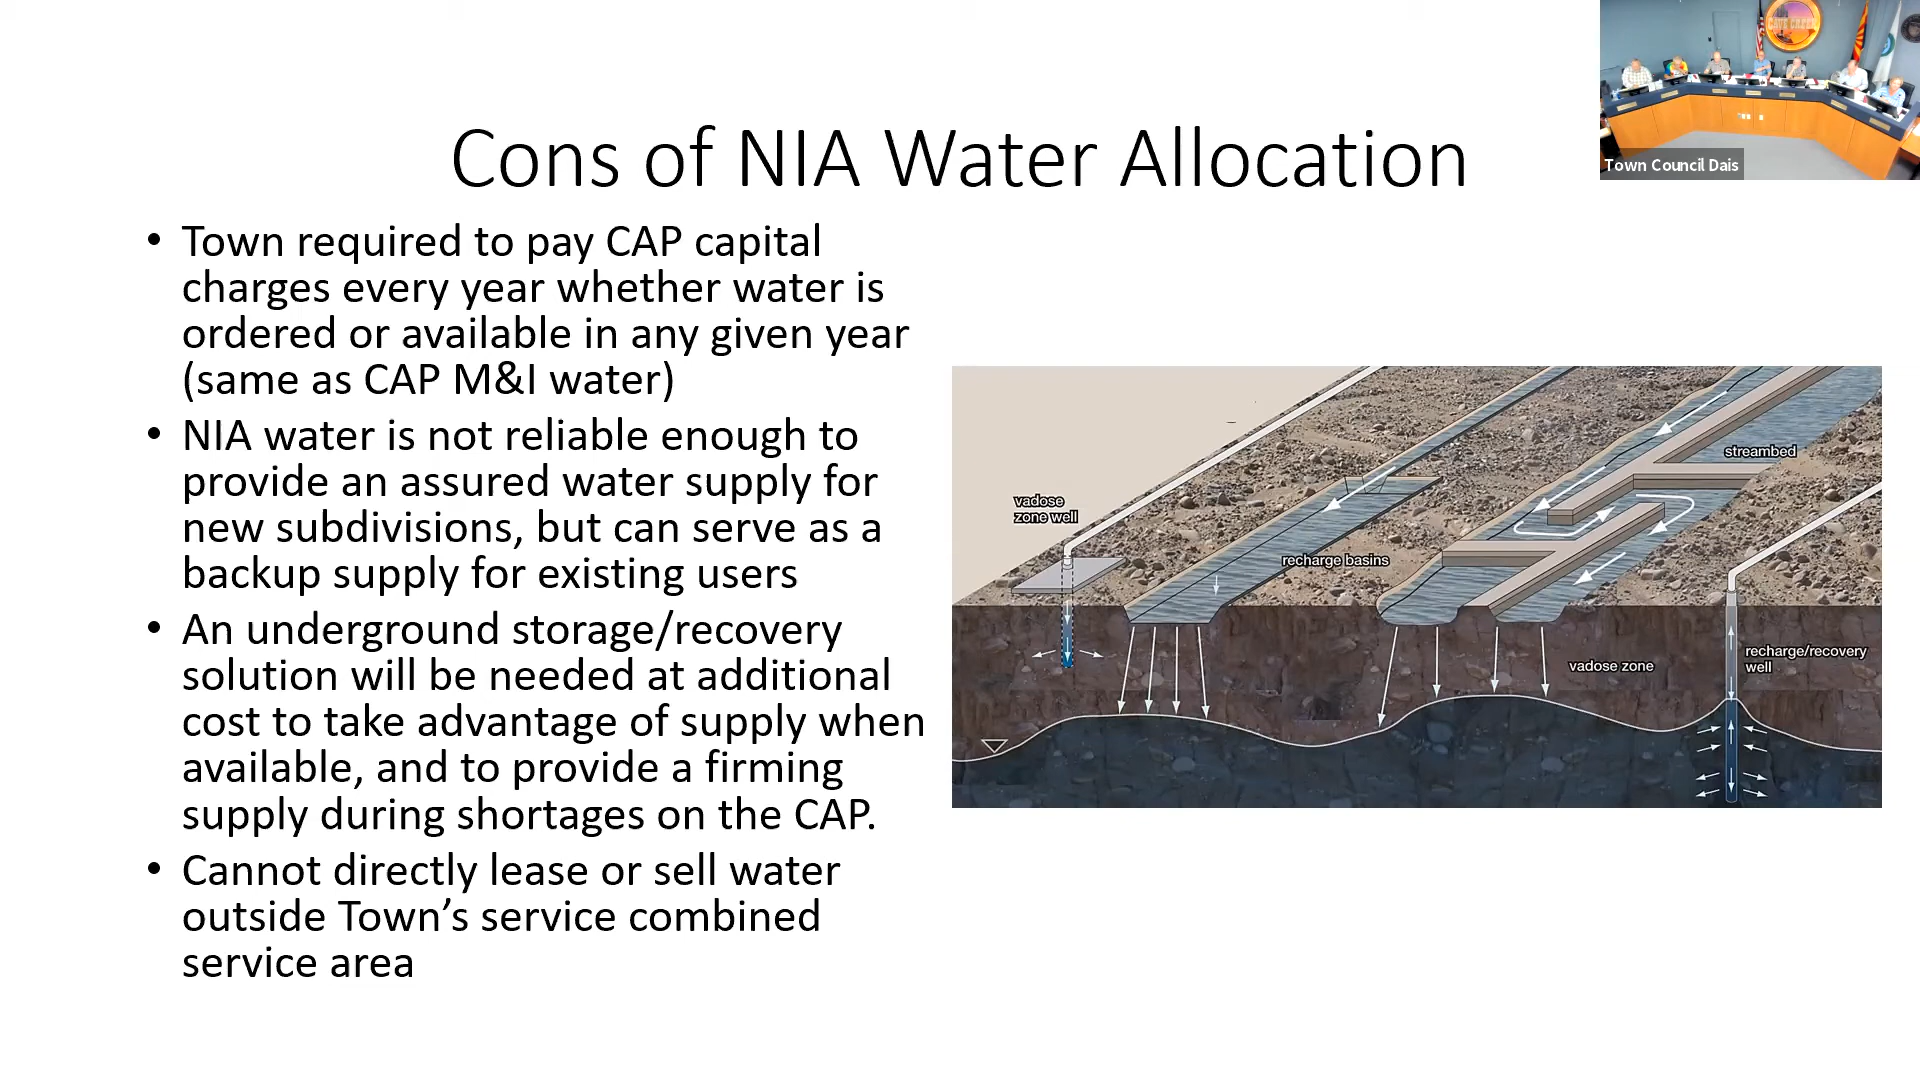 CAVE CREEK
Town Council Dais
Cons of NIA Water Allocation
• Town required to pay CAP capital
charges every year whether water is
ordered or available in any given year
(same as CAP M&I water)
• NIA water is not reliable enough to
provide an assured water supply for
new subdivisions, but can serve as a
backup supply for existing users
• An underground storage/recovery
solution will be needed at additional
cost to take advantage of supply when
available, and to provide a firming
supply during shortages on the CAP.
• Cannot directly lease or sell water
outside Town’s service combined
service area
streambed
vadose
zone well
recharge basins
vadose zone
recharge/recovery
well